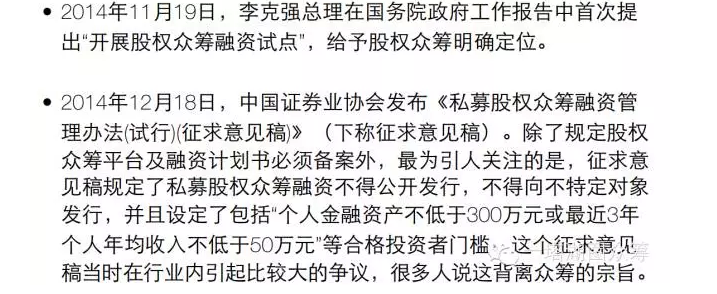 • 2014年11月19日，李克强总理在国务院政府工作报告中首次提
出“开展股权众筹融资试点”，给予股权众筹明确定位。
• 2014年12月18日，中国证券业协会发布《私募股权众筹融资管
理办法(试行)(征求意见稿)》（下称征求意见稿）。除了规定股权
众筹平台及融资计划书必须备案外，最为引人关注的是，征求意
见稿规定了私募股权众筹融资不得公开发行，不得向不特定对象
发行，并且设定了包括“个人金融资产不低于300万元或最近3年
个人年均收入不低于50万元”等合格投资者门槛，这个征求意见
稿当时在行业内引起比较大的争议，很多人说这背离众筹的宗旨。